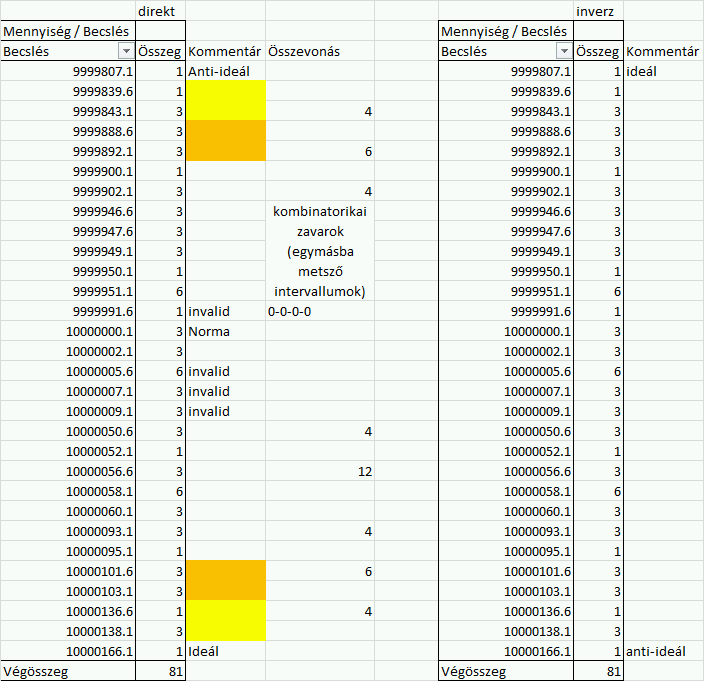 direkt inverz
Mennyiség / Becslés Mennyiség / Becslés
Becslés Összeg Kommentár Összevonás Becslés Összeg Kommentár
9999807.1 1 Anti-ideál 9999807.1 1 ideál
9999839.6 1 9999839.6 1
9999843.1 3 4 9999843.1 3
9999888.6 3 9999888.6 3
9999892.1 3 6 9999892.1 3
9999900.1 1 9999900.1 1
9999902.1 3 4 9999902.1 3
9999946.6 3 kombinatorikai 9999946.6 3
9999947.6 3 zavarok 9999947.6 3
9999949.1 3 (egymásba 9999949.1 3
9999950.1 1 metsző 9999950.1 1
9999951.1 6 intervallumok) 9999951.1 6
9999991.6 1 invalid 0-0-0-0 9999991.6 1
10000000.1 3 Norma 10000000.1 3
10000002.1 3 10000002.1 3
10000005.6 6 invalid 10000005.6 6
10000007.1 3 invalid 10000007.1 3
10000009.1 3 invalid 10000009.1 3
10000050.6 3 4 10000050.6 3
10000052.1 1 10000052.1 1
10000056.6 3 12 10000056.6 3
10000058.1 6 10000058.1 6
10000060.1 3 10000060.1 3
10000093.1 3 4 10000093.1 3
10000095.1 1 10000095.1 1
10000101.6 3 6 10000101.6 3
10000103.1 3 10000103.1 3
10000136.6 1 4 10000136.6 1
10000138.1 3 10000138.1 3
10000166.1 1 Ideál 10000166.1 1 anti-ideál
Végösszeg 81 Végösszeg 81